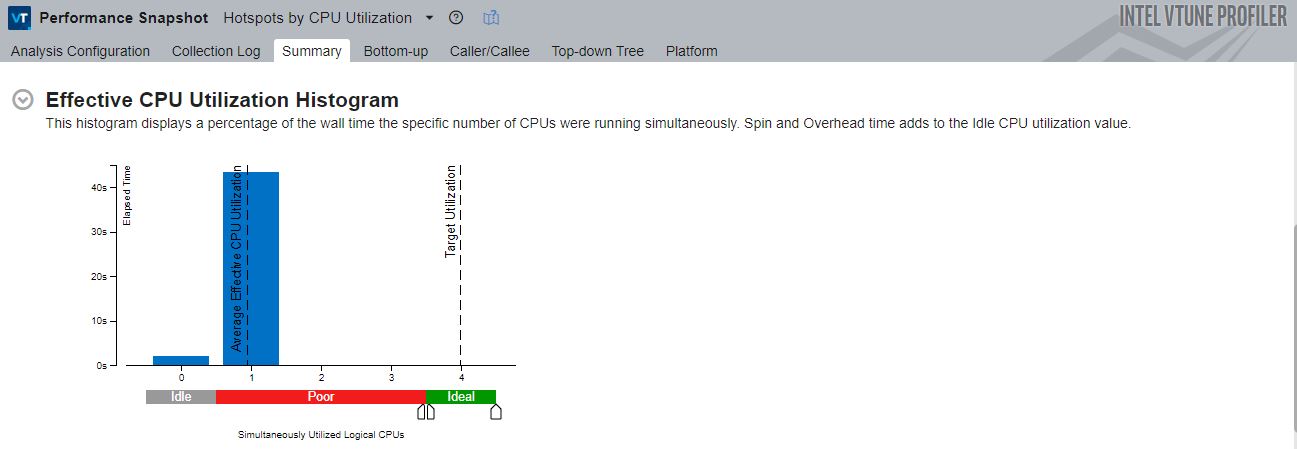 VT Performance Snapshot Hotspots by CPU Utilization ?
INTEL VTUNE PROFILER
Analysis Configuration Collection Log Summary Bottom-up Caller/Callee Top-down Tree Platform
Effective CPU Utilization Histogram
This histogram displays a percentage of the wall time the specific number of CPUs were running simultaneously. Spin and Overhead time adds to the Idle CPU utilization value.
Elapsed Time
40s
30s
20s
10s
0s
Average Effective CPU Utilization
Target Utilization
0 1 2 3 4
Idle Poor Ideal
Simultaneously Utilized Logical CPUs